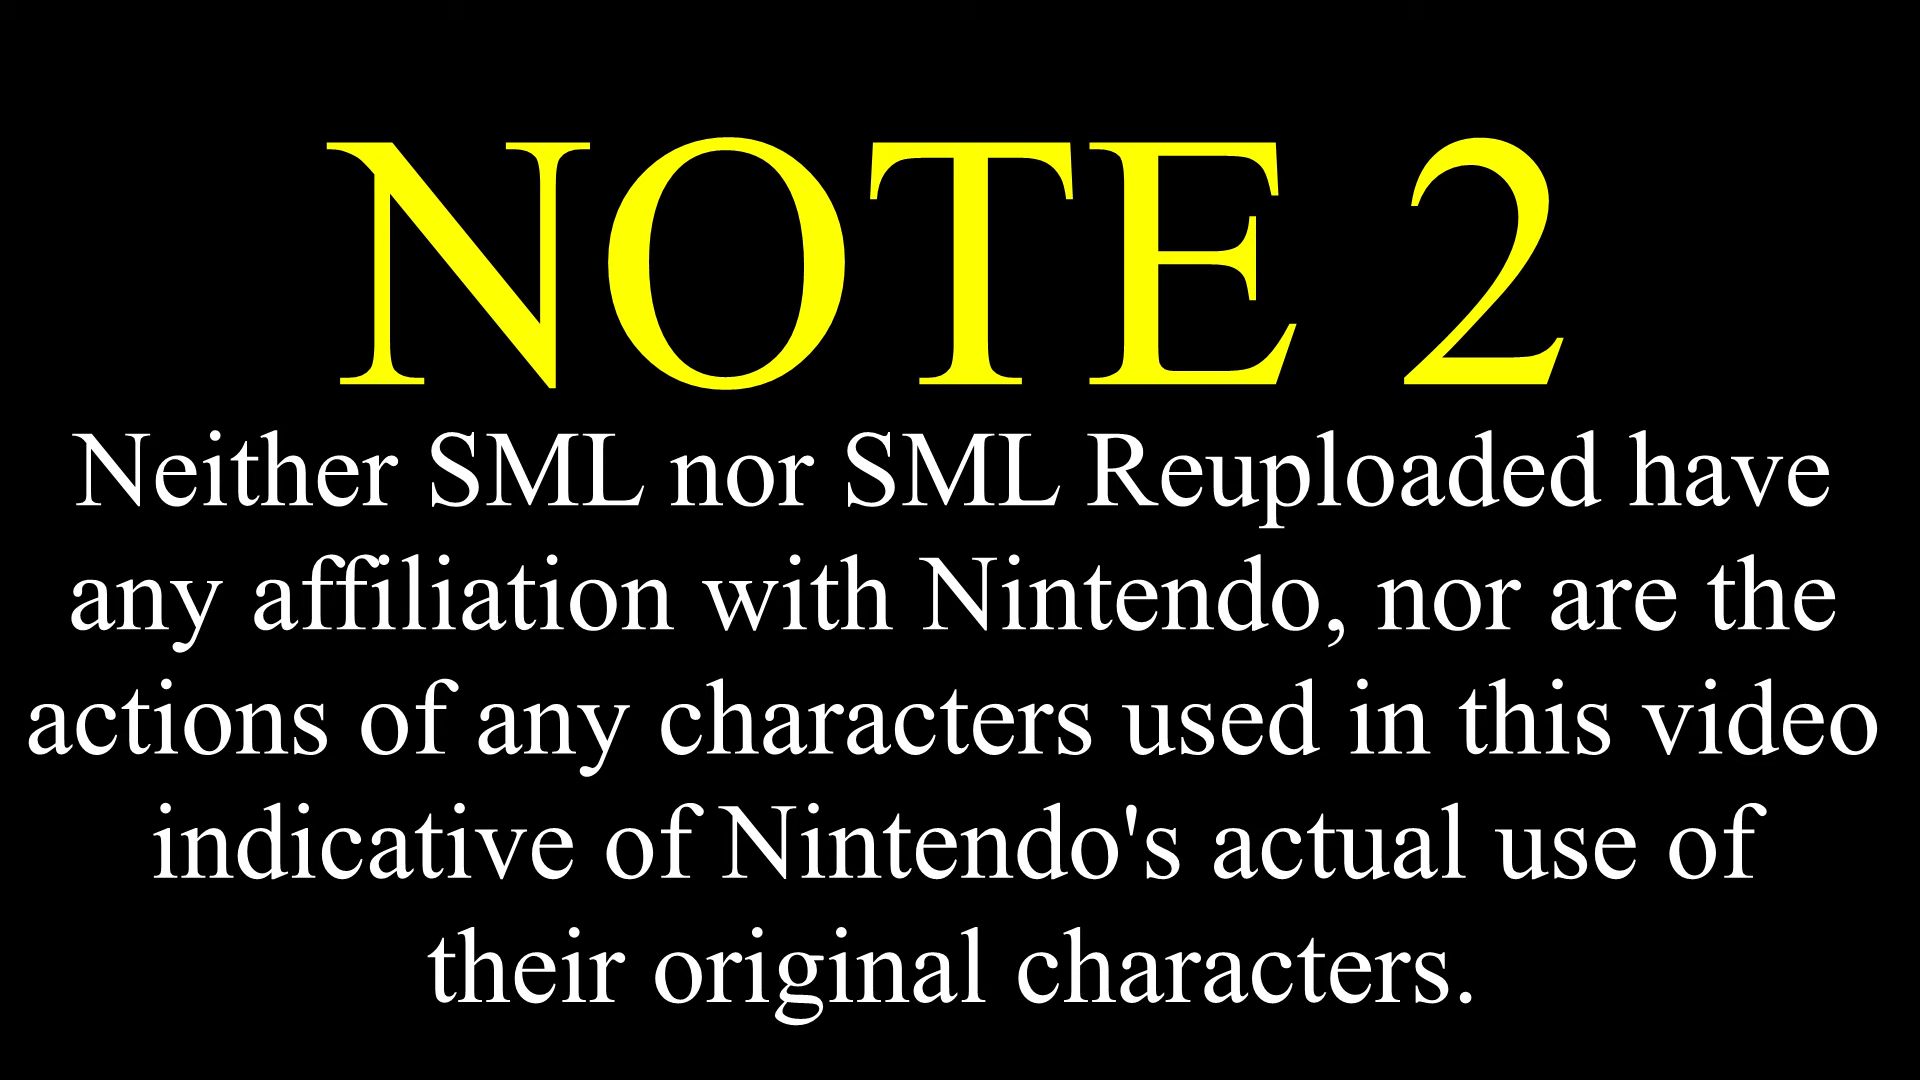 NOTE 2
Neither SML nor SML Reuploaded have
any affiliation with Nintendo, nor are the
actions of any characters used in this video
indicative of Nintendo's actual use of
their original characters.